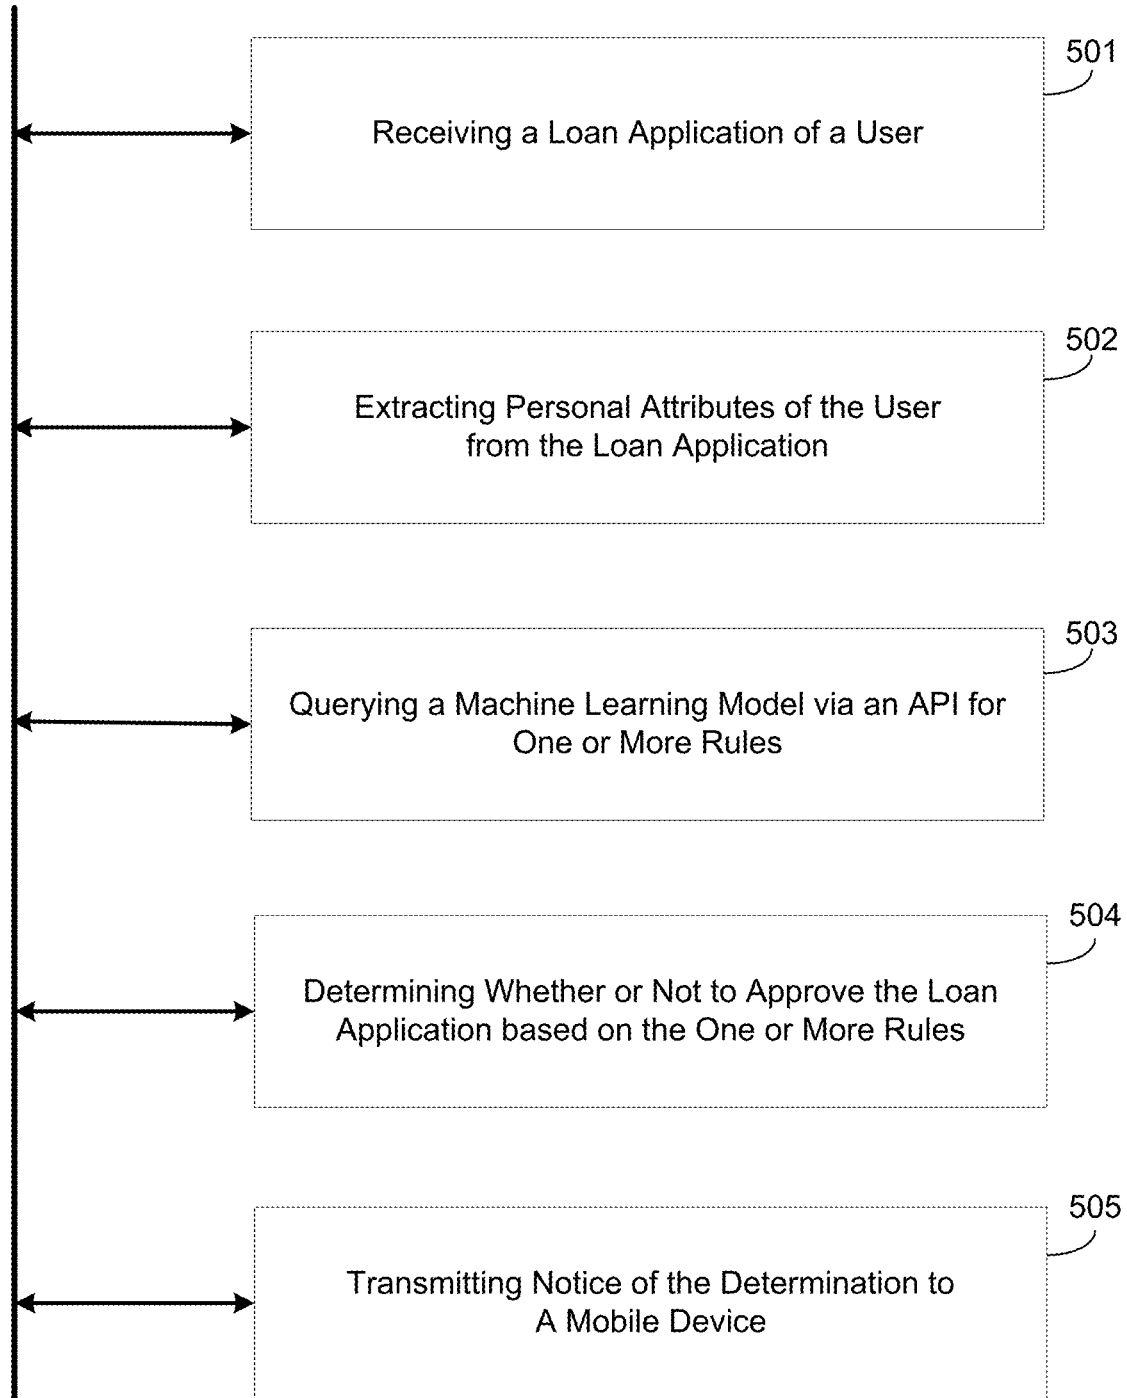 501
Receiving a Loan Application of a User
502
Extracting Personal Attributes of the User
from the Loan Application
503
Querying a Machine Learning Model via an API for
One or More Rules
504
Determining Whether or Not to Approve the Loan
Application based on the One or More Rules
505
Transmitting Notice of the Determination to
A Mobile Device